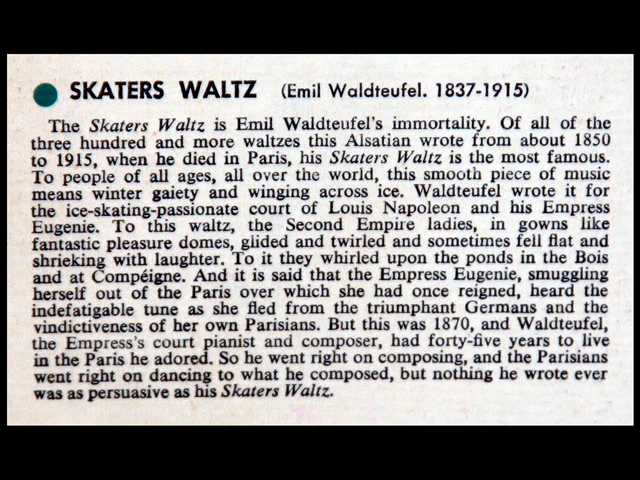 SKATERS WALTZ (Emil Waldteufel. 1837-1915)
The Skaters Waltz is Emil Waldteufel's immortality. Of all of the
three hundred and more waltzes this Alsatian wrote from about 1850
to 1915, when he died in Paris, his Skaters Waltz is the most famous.
To people of all ages, all over the world, this smooth piece of music
means winter gaiety and winging across ice. Waldteufel wrote it for
the ice-skating-passionate court of Louis Napoleon and his Empress
Eugenie. To this waltz, the Second Empire ladies, in gowns like
fantastic pleasure domes, glided and twirled and sometimes fell flat and
shrieking with laughter. To it they whirled upon the ponds in the Bois
and at Compéigne. And it is said that the Empress Eugenie, smuggling
herself out of the Paris over which she had once reigned, heard the
indefatigable tune as she fled from the triumphant Germans and the
vindictiveness of her own Parisians. But this was 1870, and Waldteufel,
the Empress's court pianist and composer, had forty-five years to live
in the Paris he adored. So he went right on composing, and the Parisians
went right on dancing to what he composed, but nothing he wrote ever
was as persuasive as his Skaters Waltz.